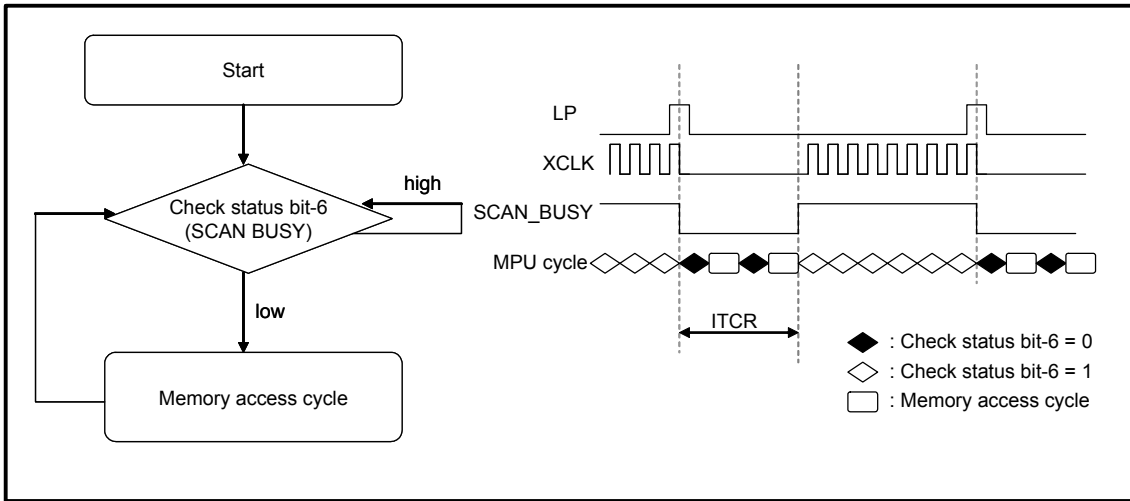 Start
Check status bit-6
(SCAN BUSY)
high
low
Memory access cycle
LP
XCLK
SCAN_BUSY
MPU cycle
ITCR
: Check status bit-6 = 0
: Check status bit-6 = 1
: Memory access cycle